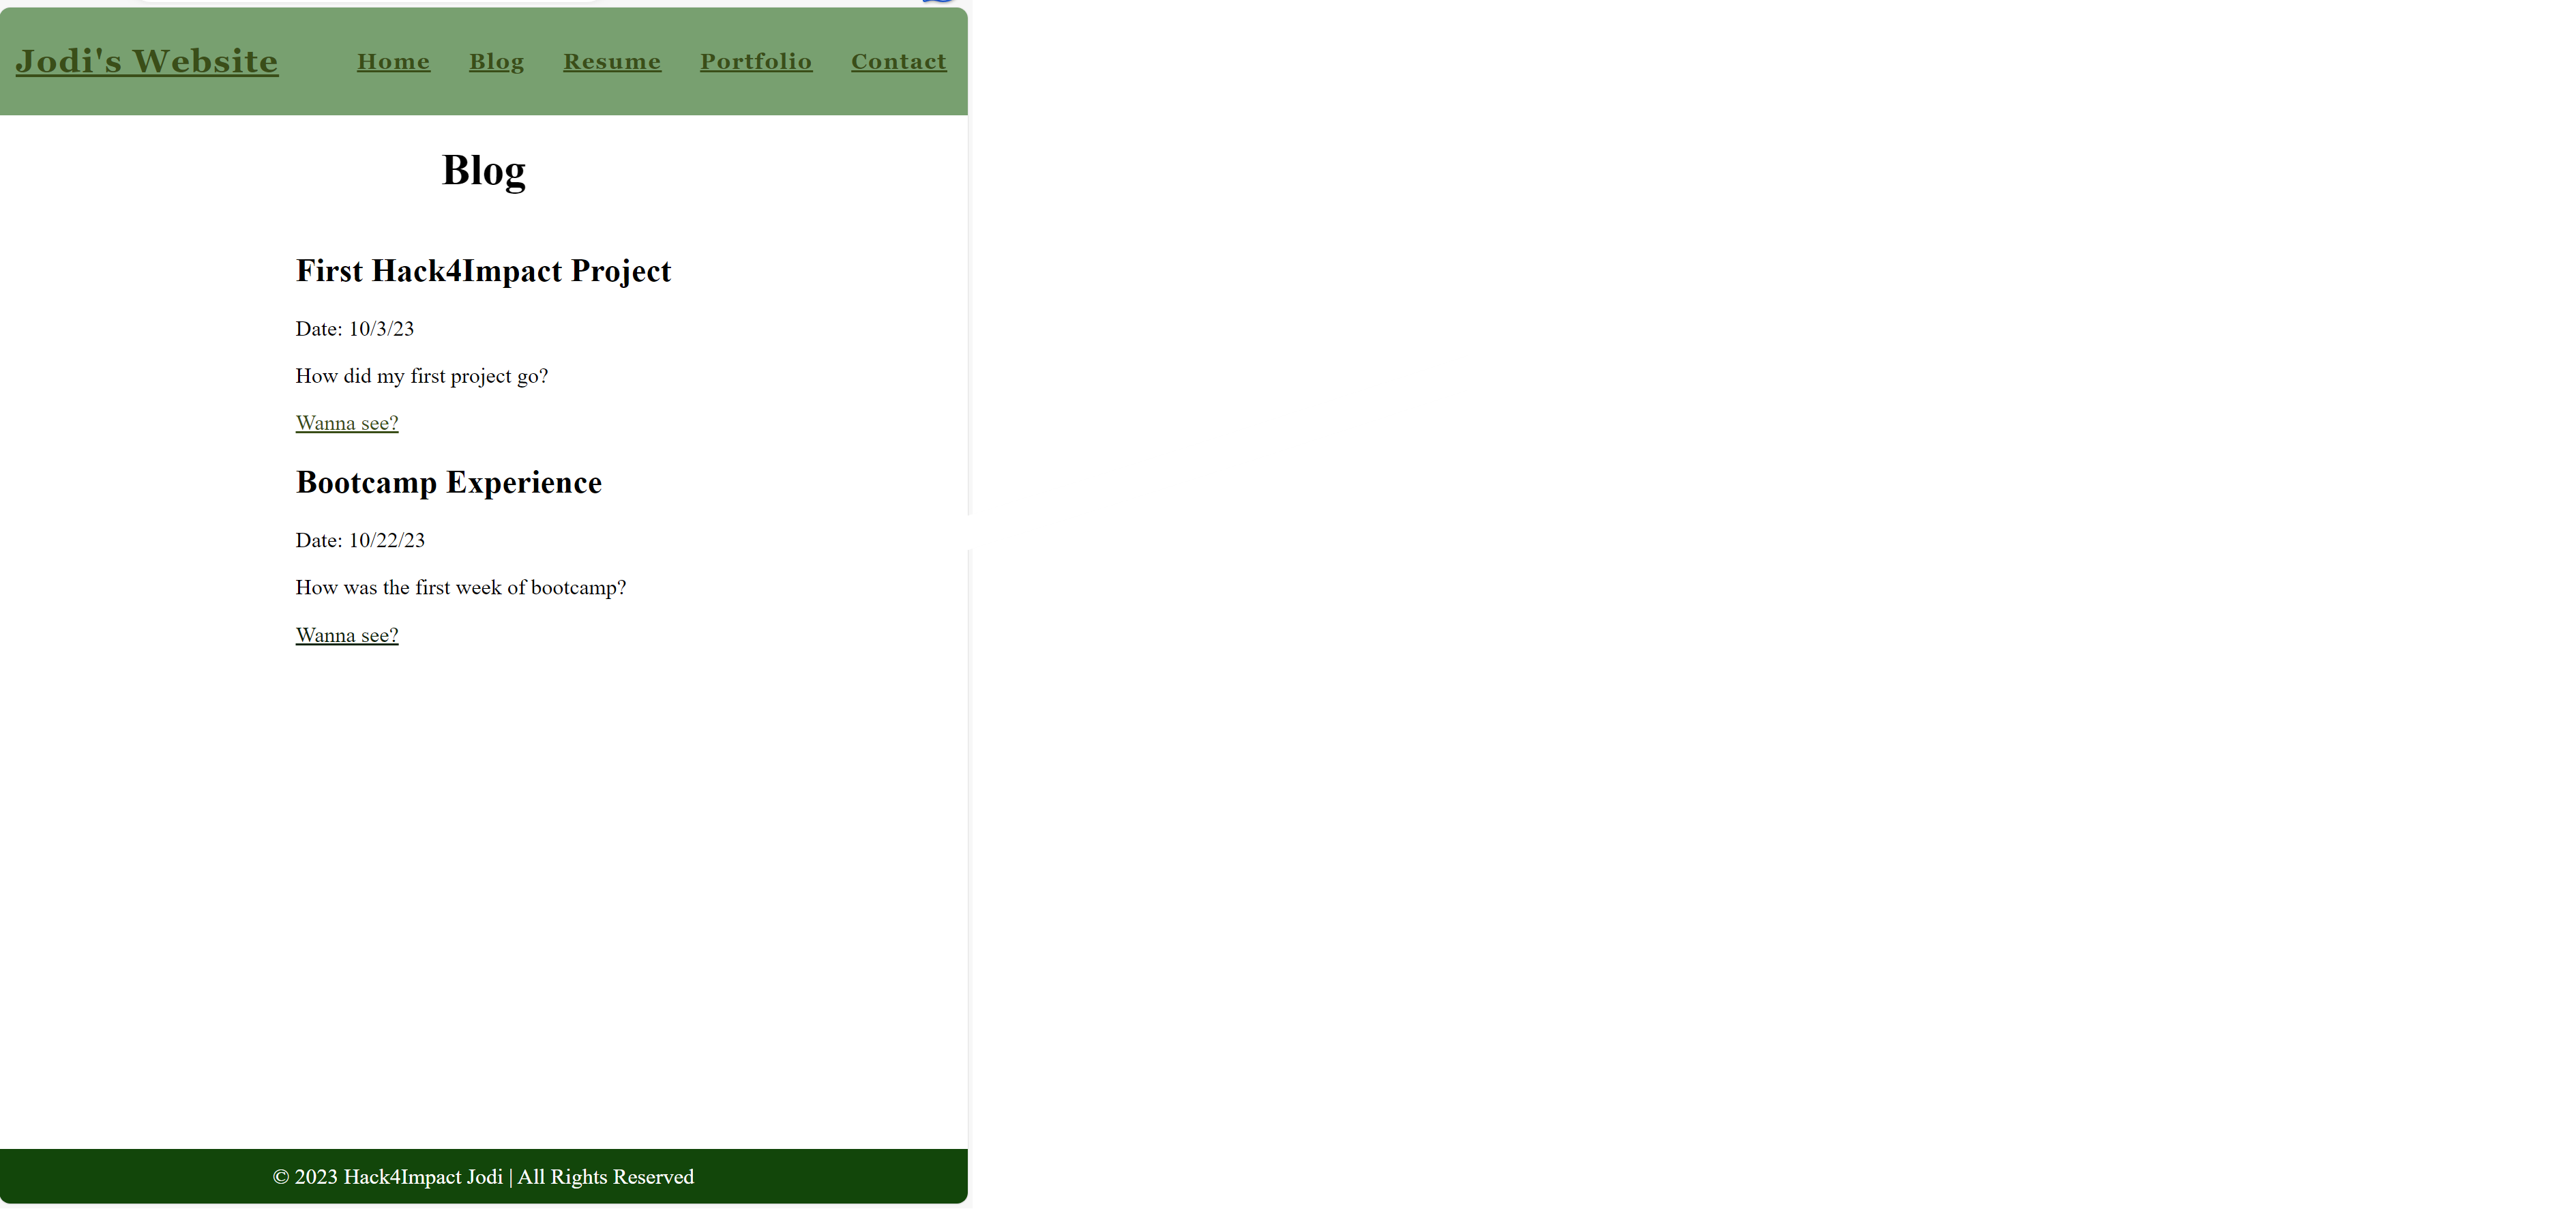 Jodi's Website Home Blog Resume Portfolio Contact
Blog
First Hack4Impact Project
Date: 10/3/23
How did my first project go?
Wanna see?
Bootcamp Experience
Date: 10/22/23
How was the first week of bootcamp?
Wanna see?
© 2023 Hack4Impact Jodi | All Rights Reserved